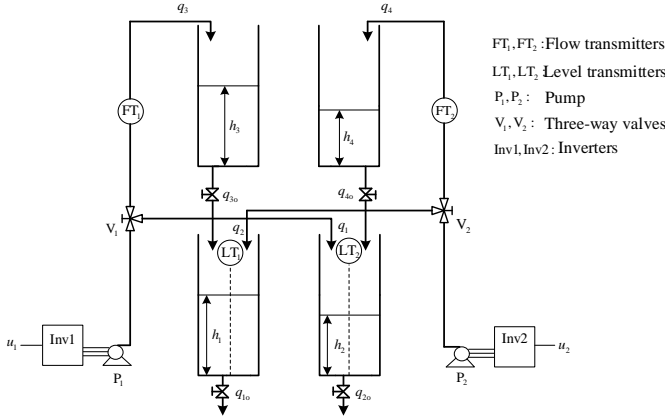 q3
q4
FT1
FT2
FT1,FT2 :Flow transmitters
LT1,LT2 :Level transmitters
P1,P2 : Pump
V1,V2 : Three-way valves
Inv1,Inv2 : Inverters
h3
h4
q3o
q4o
V1
q2
q1
V2
LT1
LT2
h1
h2
u1
Inv1
P1
P2
Inv2
u2
q1o
q2o